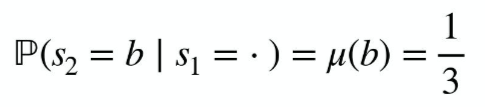 ℙ(s₂ = b | s₁ = · ) = μ(b) = 1/3